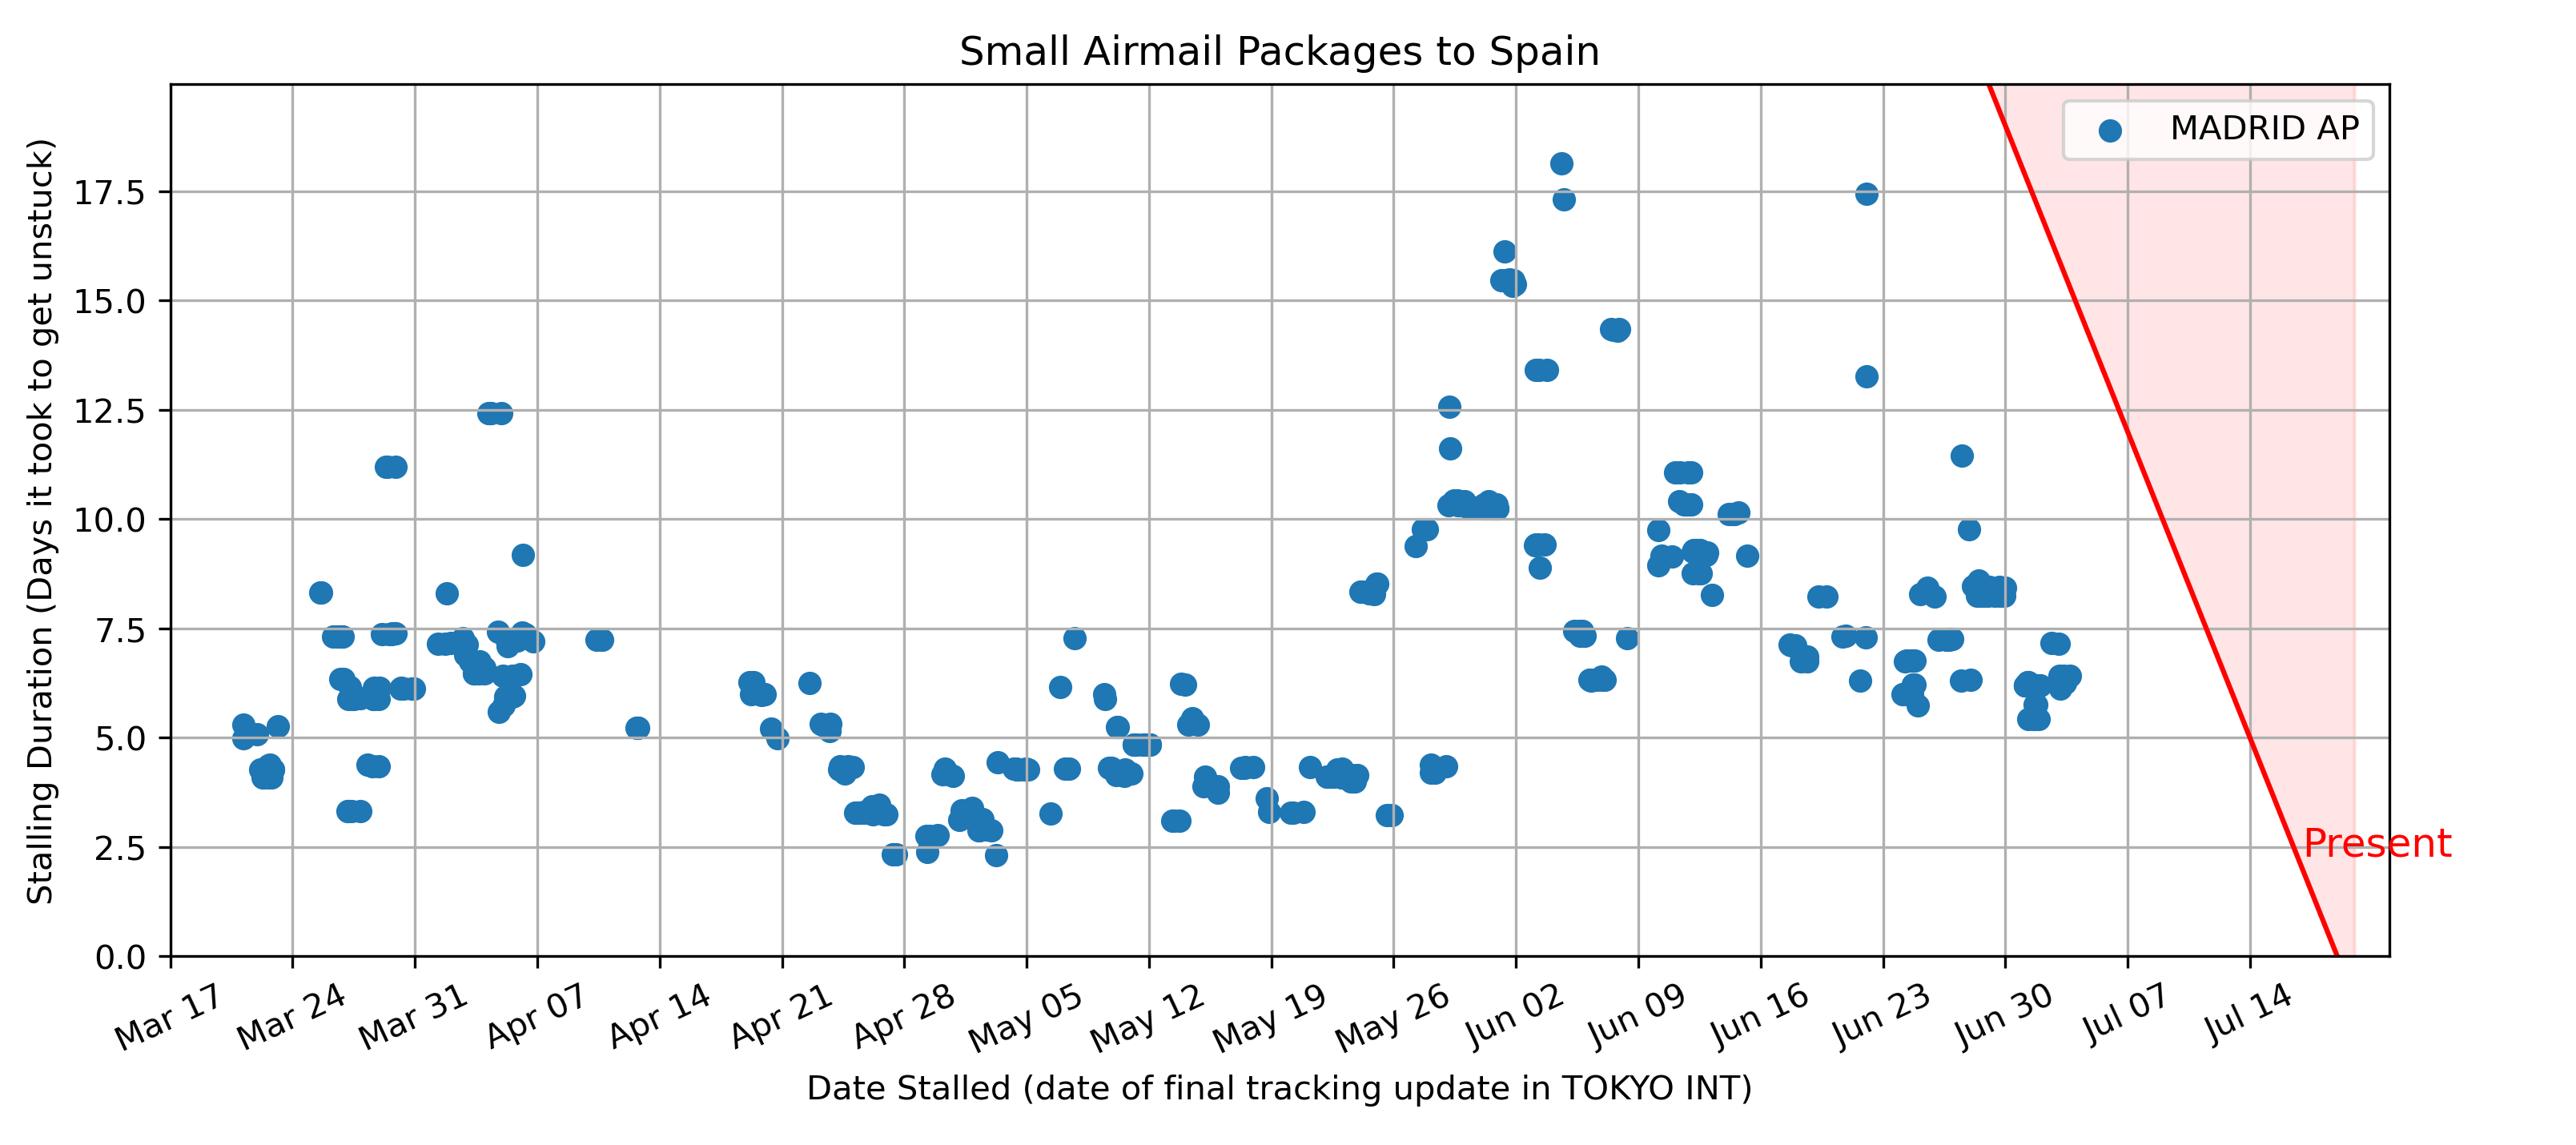 Small Airmail Packages to Spain
MADRID AP
Stalling Duration (Days it took to get unstuck)
17.5
15.0
12.5
10.0
7.5
5.0
2.5
0.0
Present
Mar 17
Mar 24
Mar 31
Apr 07
Apr 14
Apr 21
Apr 28
May 05
May 12
May 19
May 26
Jun 02
Jun 09
Jun 16
Jun 23
Jun 30
Jul 07
Jul 14
Date Stalled (date of final tracking update in TOKYO INT)